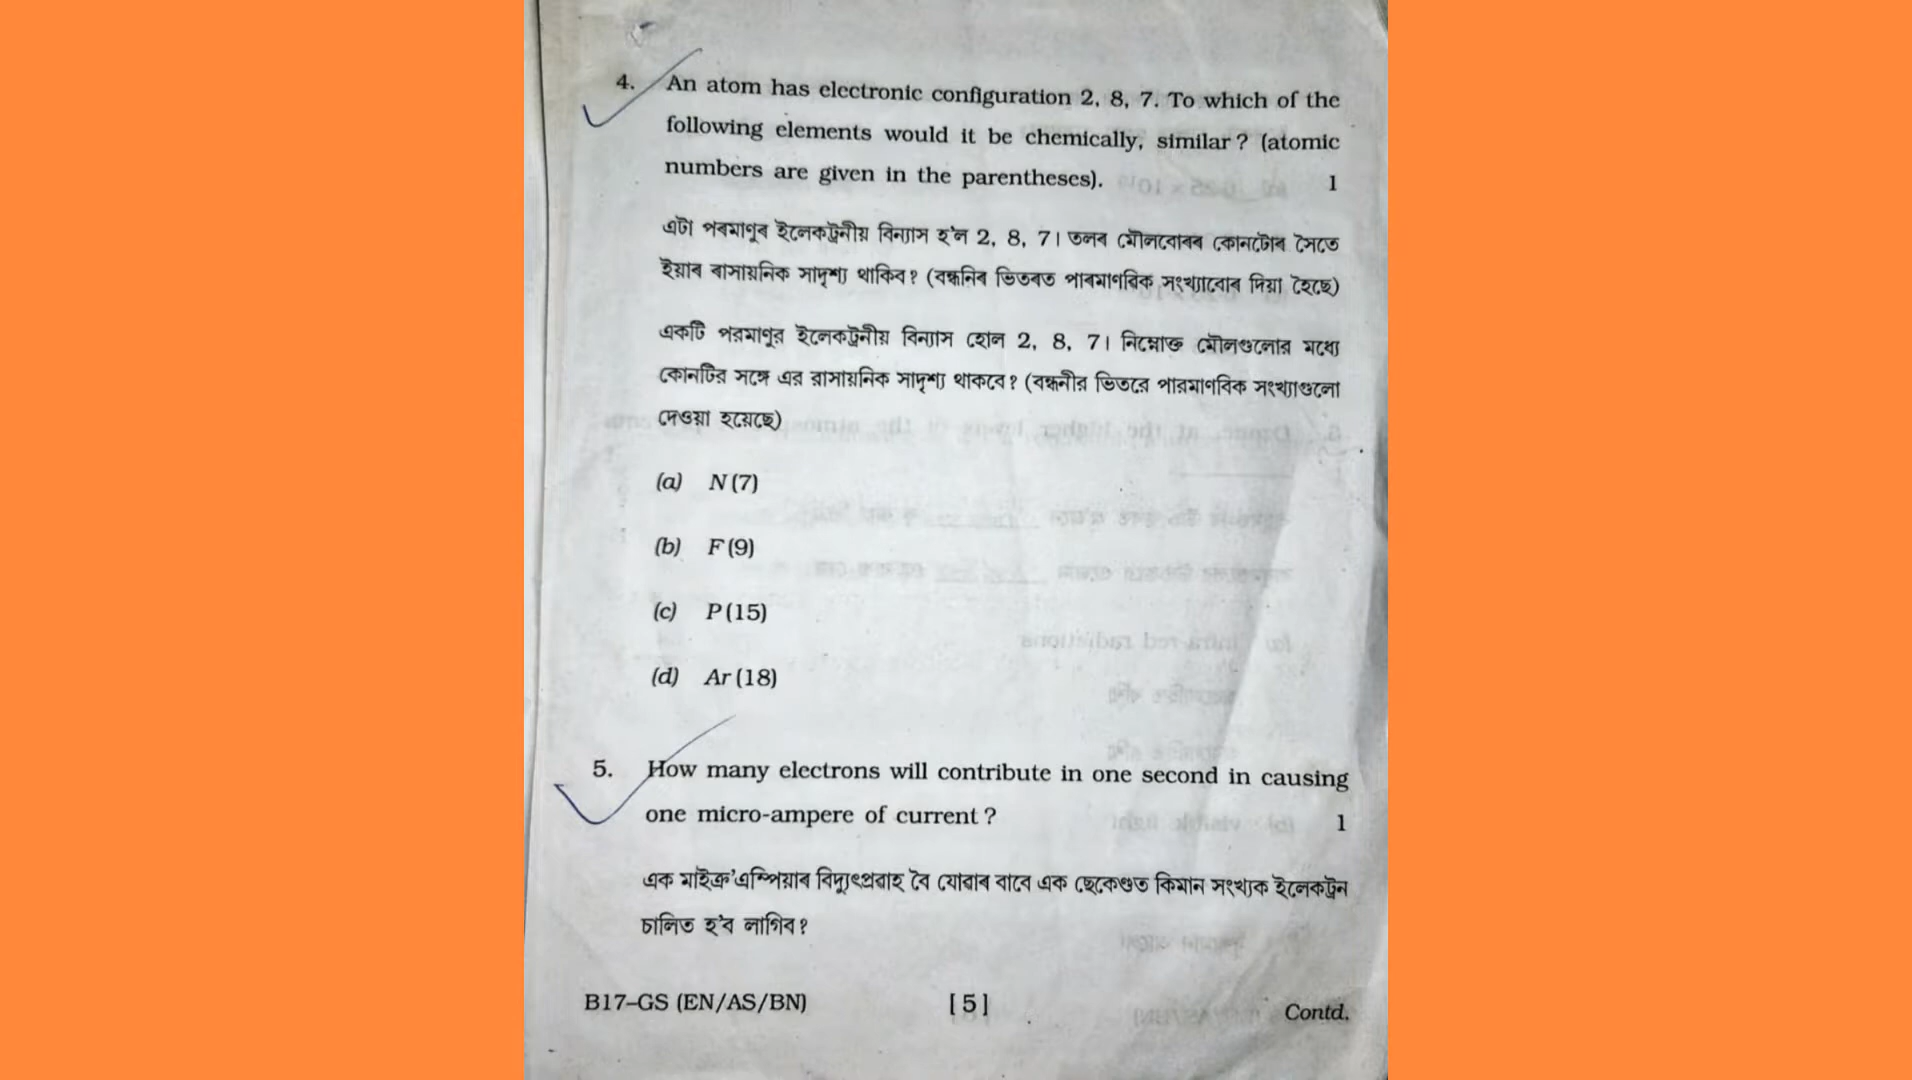 4. An atom has electronic configuration 2, 8, 7. To which of the
following elements would it be chemically, similar? (atomic
numbers are given in the parentheses). 1
এটা পৰমাণুৰ ইলেকট্ৰনীয় বিন্যাস হ'ল 2, 8, 7। তলৰ মৌলবোৰৰ কোনটোৰ সৈতে
ইয়াৰ ৰাসায়নিক সাদৃশ্য থাকিব? (বন্ধনিৰ ভিতৰত পাৰমাণৱিক সংখ্যাবোৰ দিয়া হৈছে)
একটি পরমাণুর ইলেকট্রনীয় বিন্যাস হোল 2, 8, 7। নিম্নোক্ত মৌলগুলোর মধ্যে
কোনটির সঙ্গে এর রাসায়নিক সাদৃশ্য থাকবে? (বন্ধনীর ভিতরে পারমাণবিক সংখ্যাগুলো
দেওয়া হয়েছে)
(a) N(7)
(b) F(9)
(c) P(15)
(d) Ar(18)
5. How many electrons will contribute in one second in causing
one micro-ampere of current? 1
এক মাইক্ৰ'এম্পিয়াৰ বিদ্যুৎপ্ৰৱাহ বৈ যোৱাৰ বাবে এক ছেকেণ্ডত কিমান সংখ্যক ইলেকট্ৰন
চালিত হ'ব লাগিব?
B17–GS (EN/AS/BN) [5] Contd.